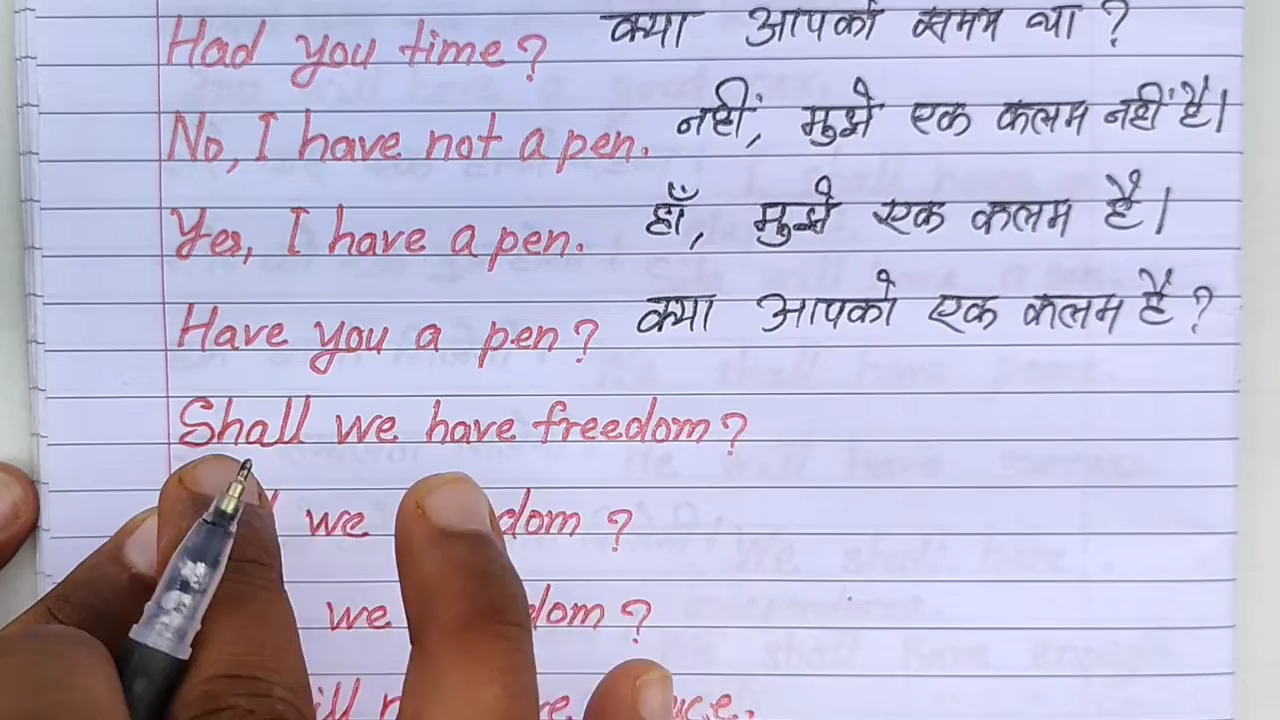 Had you time? क्या आपको समय था ?
No, I have not a pen. नहीं, मुझे एक कलम नहीं है।
Yes, I have a pen. हाँ, मुझे एक कलम है।
Have you a pen? क्या आपको एक कलम है ?
Shall we have freedom?
we dom ?
we dom ?